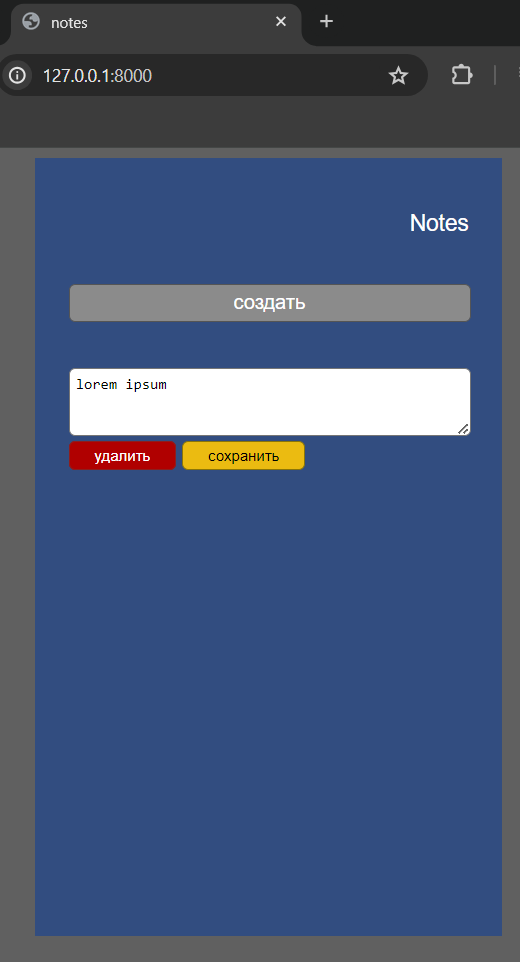 notes
127.0.0.1:8000
Notes
создать
lorem ipsum
удалить
сохранить